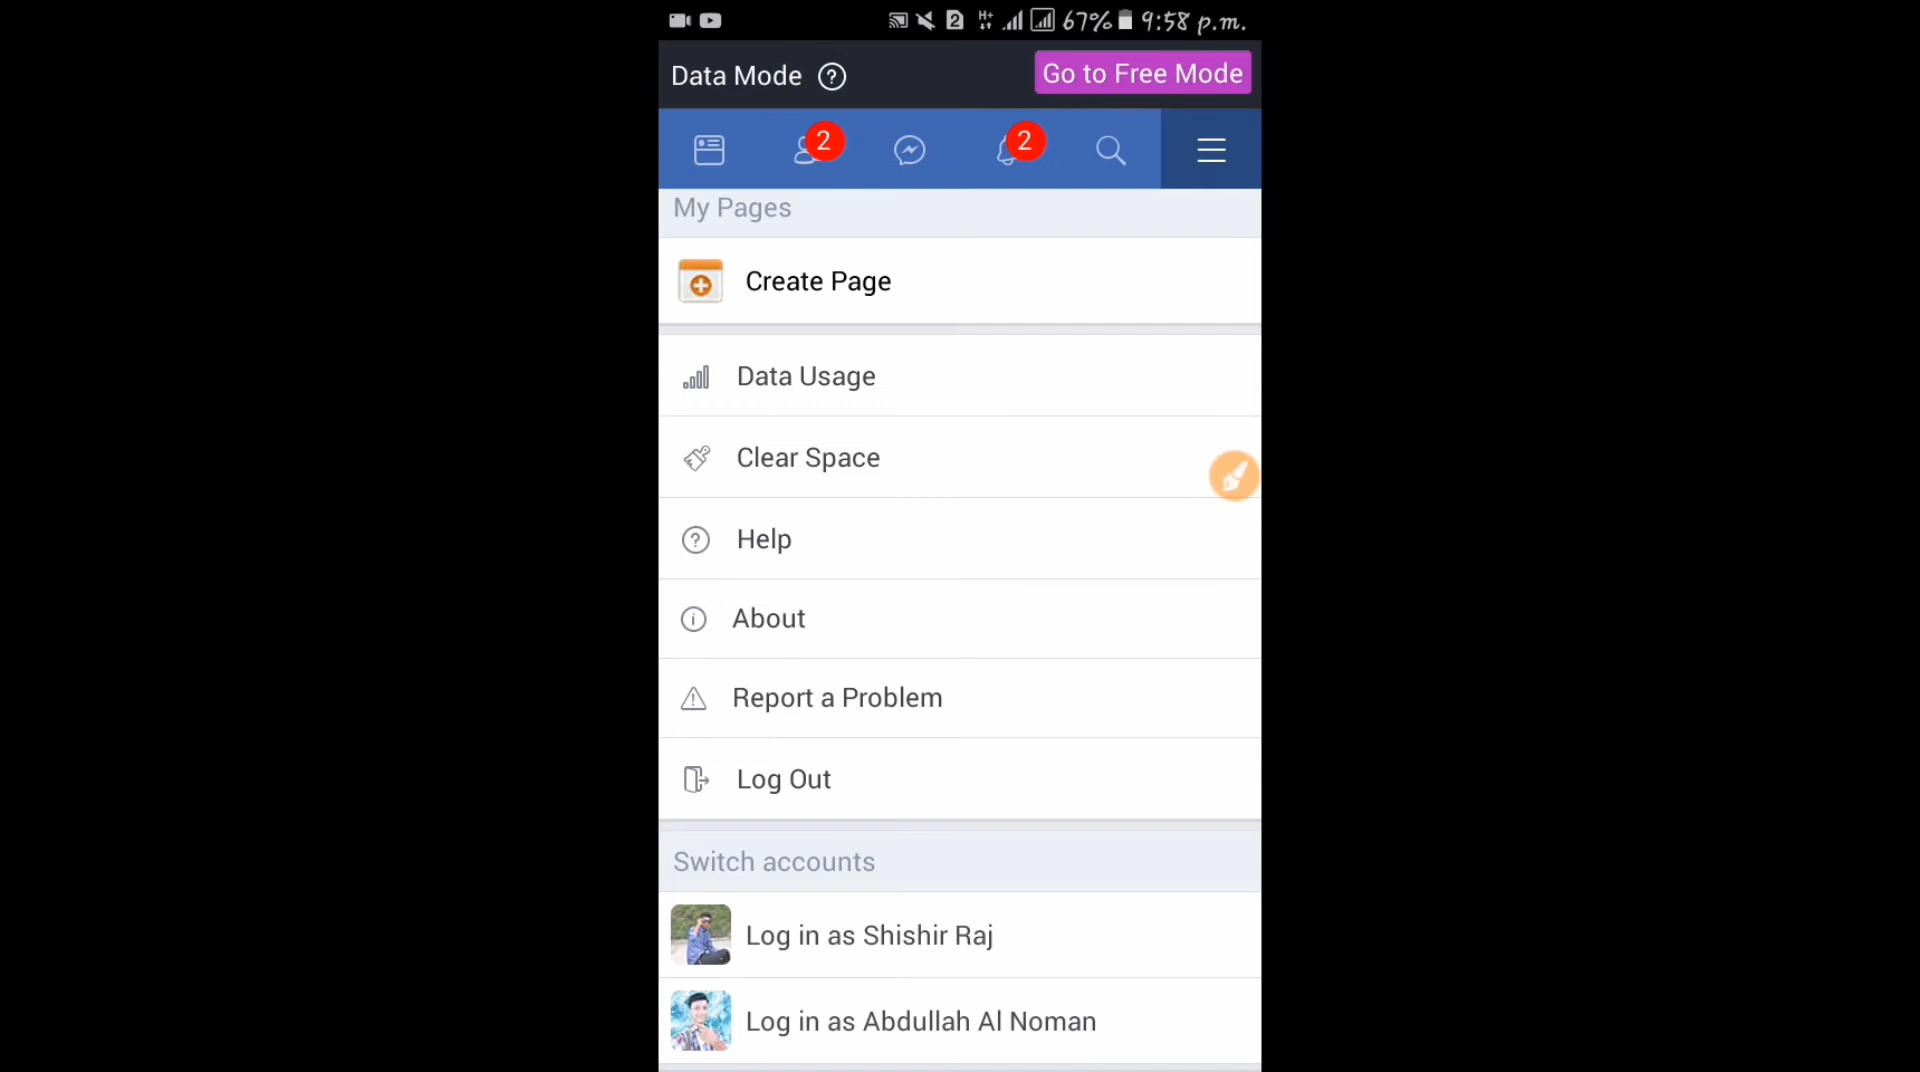 2 H+ 67% 9:58 p.m.
Data Mode ? Go to Free Mode
2 2
My Pages
Create Page
Data Usage
Clear Space
Help
About
Report a Problem
Log Out
Switch accounts
Log in as Shishir Raj
Log in as Abdullah Al Noman